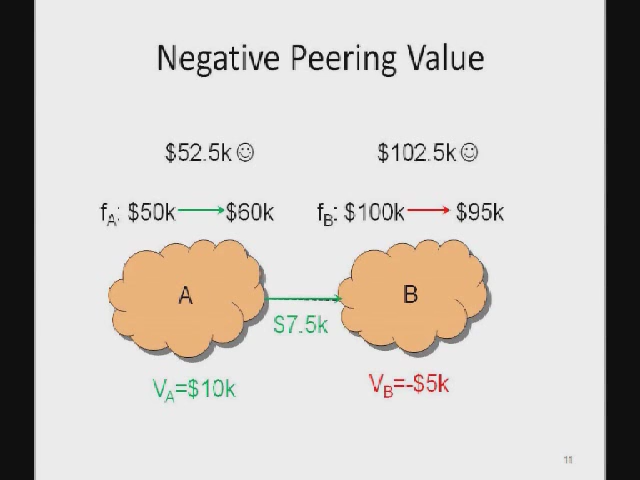 Negative Peering Value
$52.5k☺ $102.5k☺
fA: $50k $60k fB: $100k $95k
A B
$7.5k
VA=$10k VB=-$5k
11